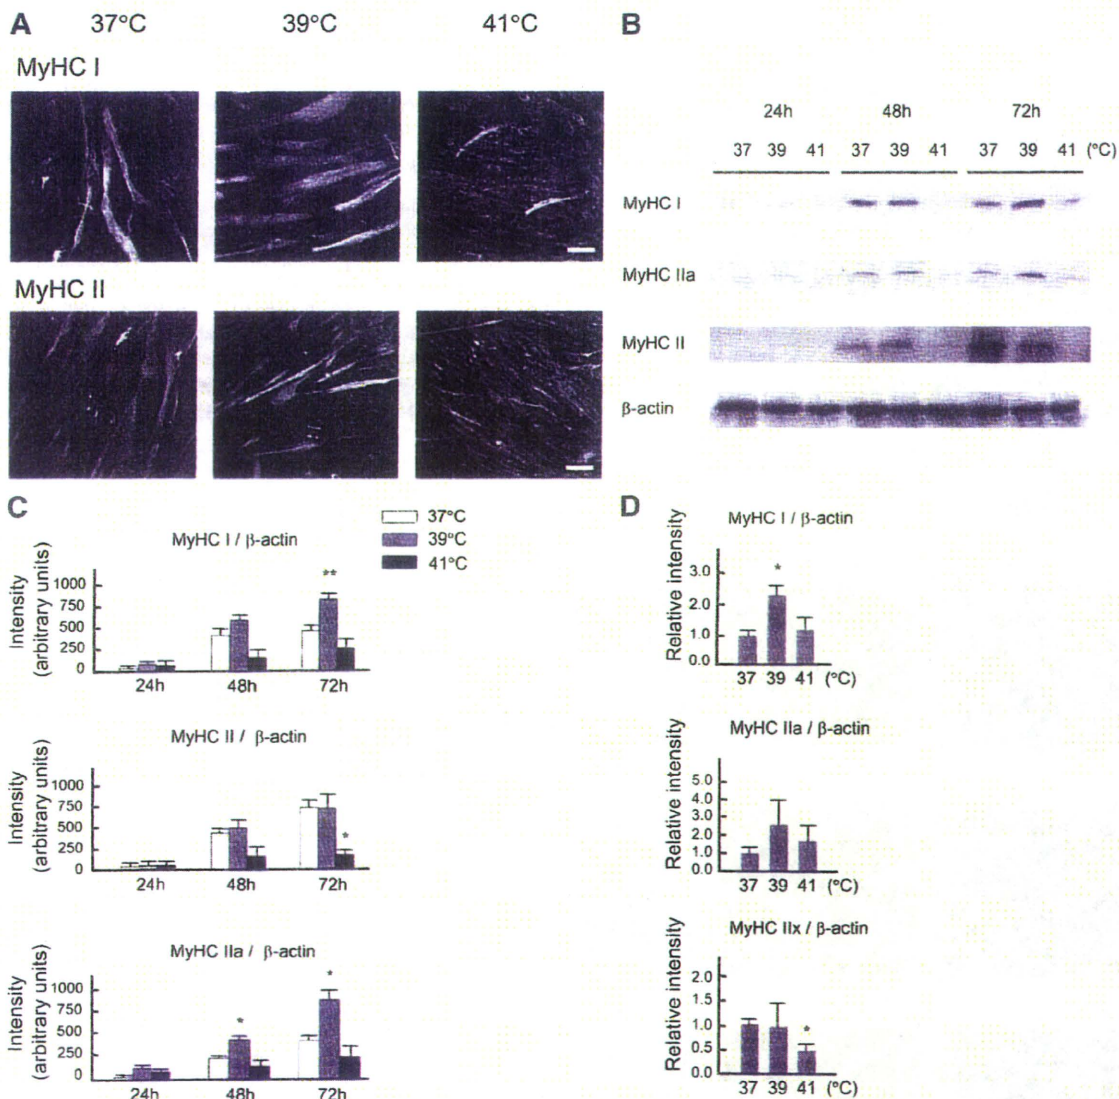 A
37°C 39°C 41°C
MyHC I
MyHC II
B
24h 48h 72h
37 39 41 37 39 41 37 39 41 (°C)
MyHC I
MyHC IIa
MyHC II
β-actin
C
37°C
39°C
41°C
MyHC I / β-actin
Intensity
(arbitrary units)
1000
750
500
250
0
**
24h 48h 72h
MyHC II / β-actin
Intensity
(arbitrary units)
1000
750
500
250
0
*
24h 48h 72h
MyHC IIa / β-actin
Intensity
(arbitrary units)
1000
750
500
250
0
*
*
24h 48h 72h
D
MyHC I / β-actin
Relative intensity
3.0
2.0
1.0
0.0
*
37 39 41 (°C)
MyHC IIa / β-actin
Relative intensity
5.0
4.0
3.0
2.0
1.0
0.0
37 39 41 (°C)
MyHC IIx / β-actin
Relative intensity
2.0
1.5
1.0
0.5
0.0
*
37 39 41 (°C)